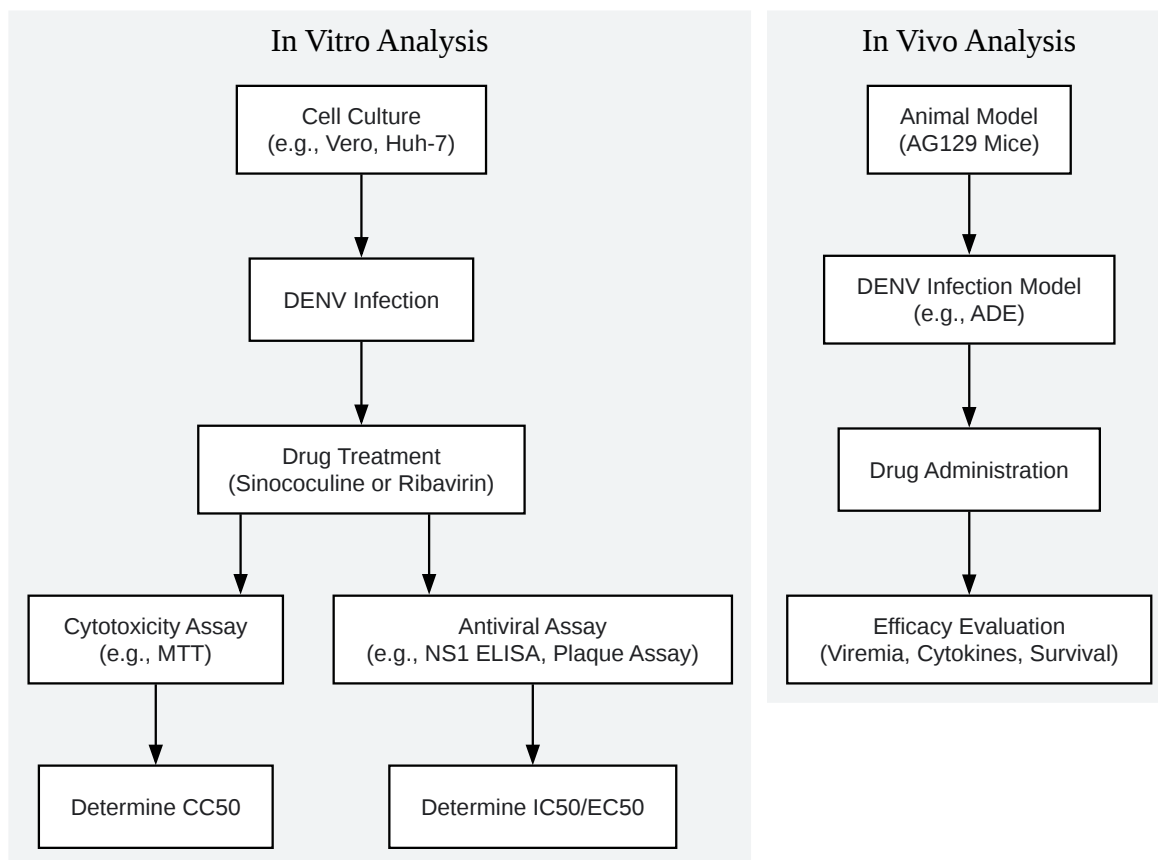 In Vitro Analysis
Cell Culture
(e.g., Vero, Huh-7)
DENV Infection
Drug Treatment
(Sinococuline or Ribavirin)
Cytotoxicity Assay
(e.g., MTT)
Antiviral Assay
(e.g., NS1 ELISA, Plaque Assay)
Determine CC50
Determine IC50/EC50
In Vivo Analysis
Animal Model
(AG129 Mice)
DENV Infection Model
(e.g., ADE)
Drug Administration
Efficacy Evaluation
(Viremia, Cytokines, Survival)